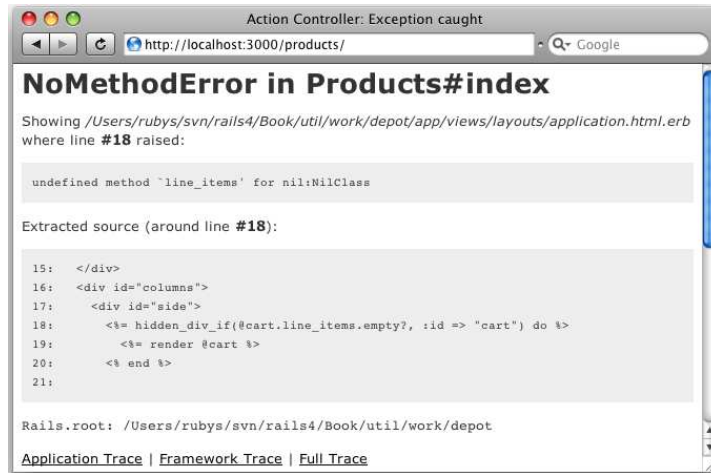 Action Controller: Exception caught
http://localhost:3000/products/
Google
NoMethodError in Products#index
Showing /Users/rubys/svn/rails4/Book/util/work/depot/app/views/layouts/application.html.erb
where line #18 raised:
undefined method `line_items' for nil:NilClass
Extracted source (around line #18):
15:   </div>
16:   <div id="columns">
17:     <div id="side">
18:       <%= hidden_div_if(@cart.line_items.empty?, :id => "cart") do %>
19:         <%= render @cart %>
20:       <% end %>
21:
Rails.root: /Users/rubys/svn/rails4/Book/util/work/depot
Application Trace | Framework Trace | Full Trace